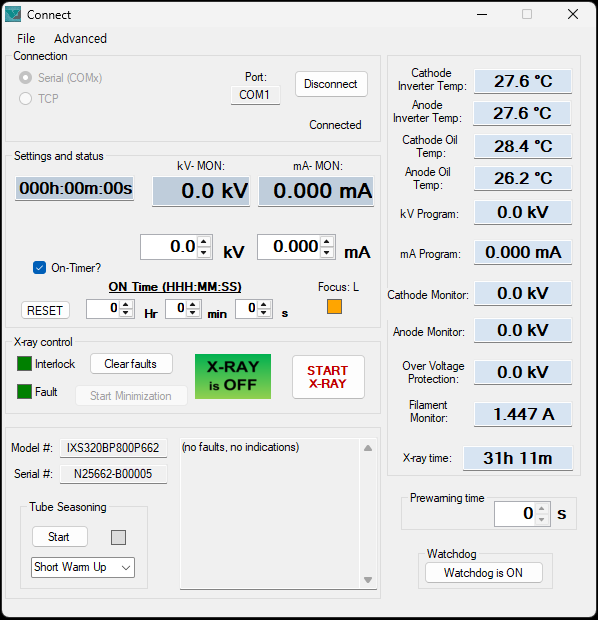 Connect
File Advanced
Connection
Serial (COMx)
TCP
Port:
COM1
Disconnect
Connected
Settings and status
kV- MON:
mA- MON:
000h:00m:00s
0.0 kV
0.000 mA
0.0 kV
0.000 mA
On-Timer?
ON Time (HHH:MM:SS)
Focus: L
RESET
0 Hr 0 min 0 s
X-ray control
Interlock
Clear faults
Fault
Start Minimization
X-RAY
is OFF
START
X-RAY
Model #: IXS320BP800P662
Serial #: N25662-B00005
(no faults, no indications)
Tube Seasoning
Start
Short Warm Up
Cathode
Inverter Temp:
27.6 °C
Anode
Inverter Temp:
27.6 °C
Cathode Oil
Temp:
28.4 °C
Anode Oil
Temp:
26.2 °C
kV Program: 0.0 kV
mA Program: 0.000 mA
Cathode Monitor: 0.0 kV
Anode Monitor: 0.0 kV
Over Voltage
Protection:
0.0 kV
Filament
Monitor:
1.447 A
X-ray time: 31h 11m
Prewarning time
0 s
Watchdog
Watchdog is ON